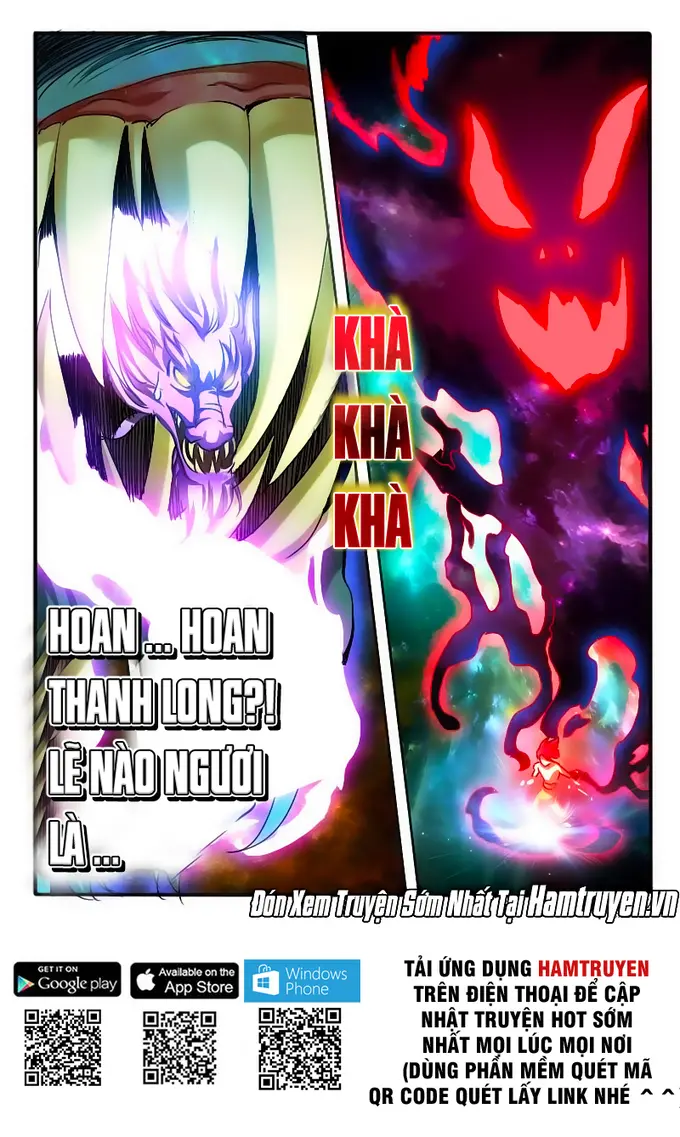 KHÀ
KHÀ
KHÀ
HOAN ... HOAN
THANH LONG?!
LẼ NÀO NGƯƠI
LÀ ...
Đón Xem Truyện Sớm Nhất Tại Hamtruyen.vn
GET IT ON
Google play
Available on the
App Store
Windows
Phone
TẢI ỨNG DỤNG HAMTRUYEN
TRÊN ĐIỆN THOẠI ĐỂ CẬP
NHẬT TRUYỆN HOT SỚM
NHẤT MỌI LÚC MỌI NƠI
(DÙNG PHẦN MỀM QUÉT MÃ
QR CODE QUÉT LẤY LINK NHÉ ^ ^)